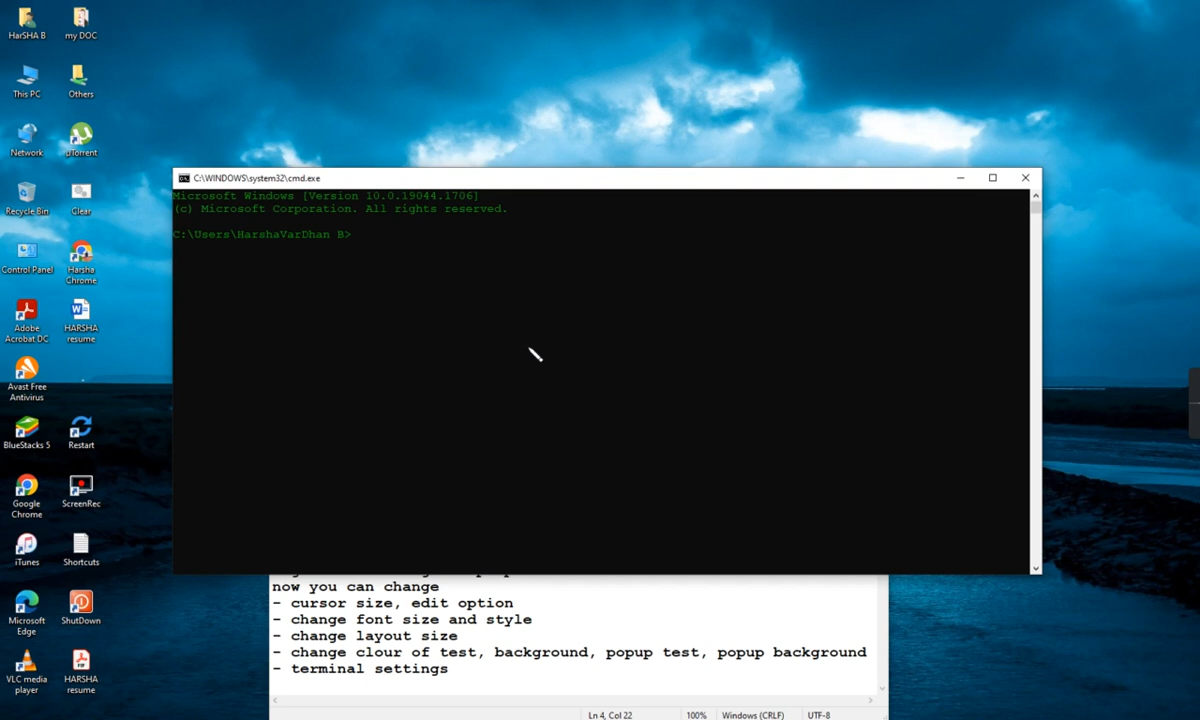 HarSHA B
my DOC
This PC
Others
Network
µTorrent
Recycle Bin
Clear
Control Panel
Harsha
Chrome
Adobe
Acrobat DC
HARSHA
resume
Avast Free
Antivirus
BlueStacks 5
Restart
Google
Chrome
ScreenRec
iTunes
Shortcuts
Microsoft
Edge
ShutDown
VLC media
player
HARSHA
resume
C:\WINDOWS\system32\cmd.exe
Microsoft Windows [Version 10.0.19044.1706]
(c) Microsoft Corporation. All rights reserved.
C:\Users\HarshaVarDhan B>
now you can change
- cursor size, edit option
- change font size and style
- change layout size
- change clour of test, background, popup test, popup background
- terminal settings
Ln 4, Col 22 100% Windows (CRLF) UTF-8